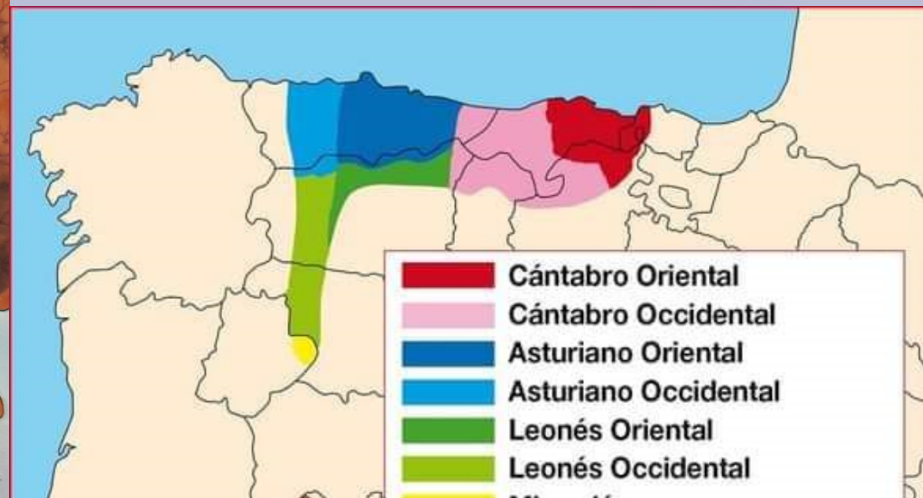 Cántabro Oriental
Cántabro Occidental
Asturiano Oriental
Asturiano Occidental
Leonés Oriental
Leonés Occidental